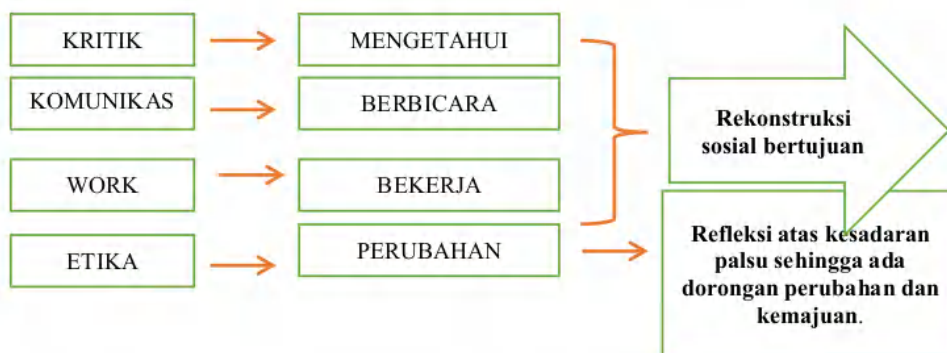 KRITIK
MENGETAHUI
KOMUNIKAS
BERBICARA
WORK
BEKERJA
ETIKA
PERUBAHAN
Rekonstruksi
sosial bertujuan
Refleksi atas kesadaran
palsu sehingga ada
dorongan perubahan dan
kemajuan.